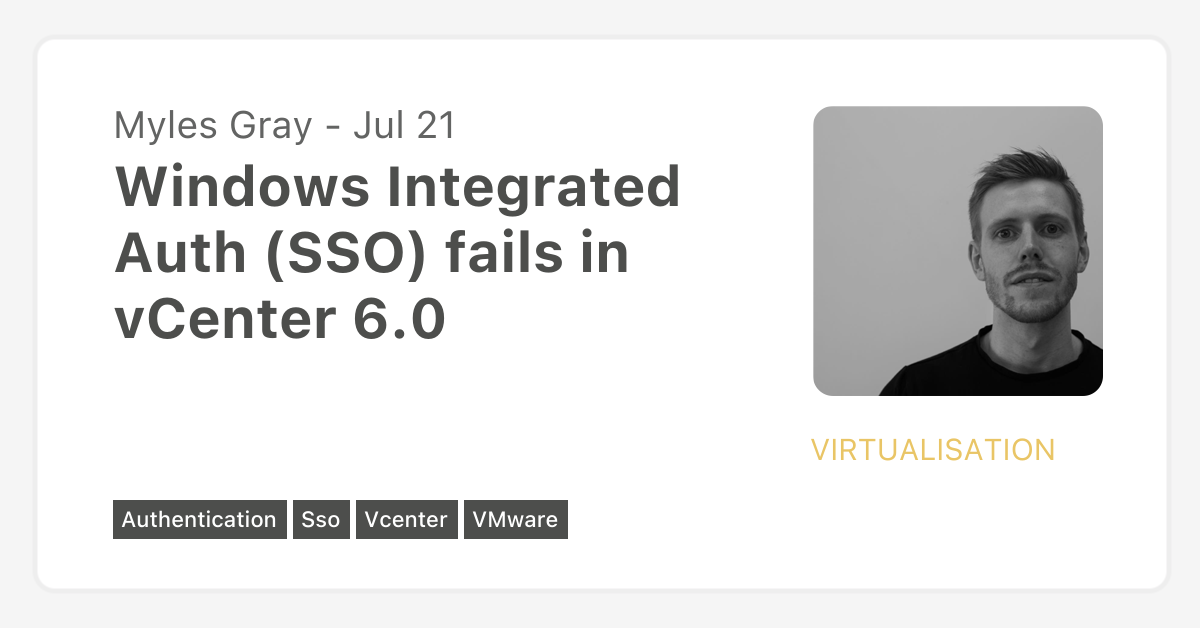 Myles Gray - Jul 21
Windows Integrated
Auth (SSO) fails in
vCenter 6.0
VIRTUALISATION
Authentication Sso Vcenter VMware